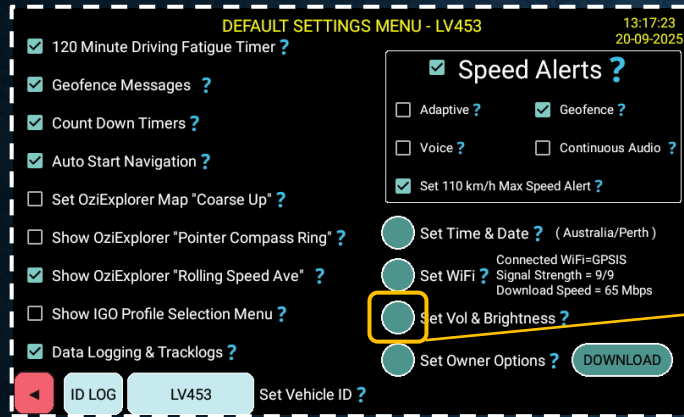 DEFAULT SETTINGS MENU - LV453
13:17:23
20-09-2025
120 Minute Driving Fatigue Timer ?
Geofence Messages ?
Count Down Timers ?
Auto Start Navigation ?
Set OziExplorer Map "Coarse Up" ?
Show OziExplorer "Pointer Compass Ring" ?
Show OziExplorer "Rolling Speed Ave" ?
Show IGO Profile Selection Menu ?
Data Logging & Tracklogs ?
Speed Alerts ?
Adaptive ? Geofence ?
Voice ? Continuous Audio ?
Set 110 km/h Max Speed Alert ?
Set Time & Date ? ( Australia/Perth )
Set WiFi ?
Connected WiFi=GPSIS
Signal Strength = 9/9
Download Speed = 65 Mbps
Set Vol & Brightness ?
Set Owner Options ? DOWNLOAD
ID LOG LV453 Set Vehicle ID ?